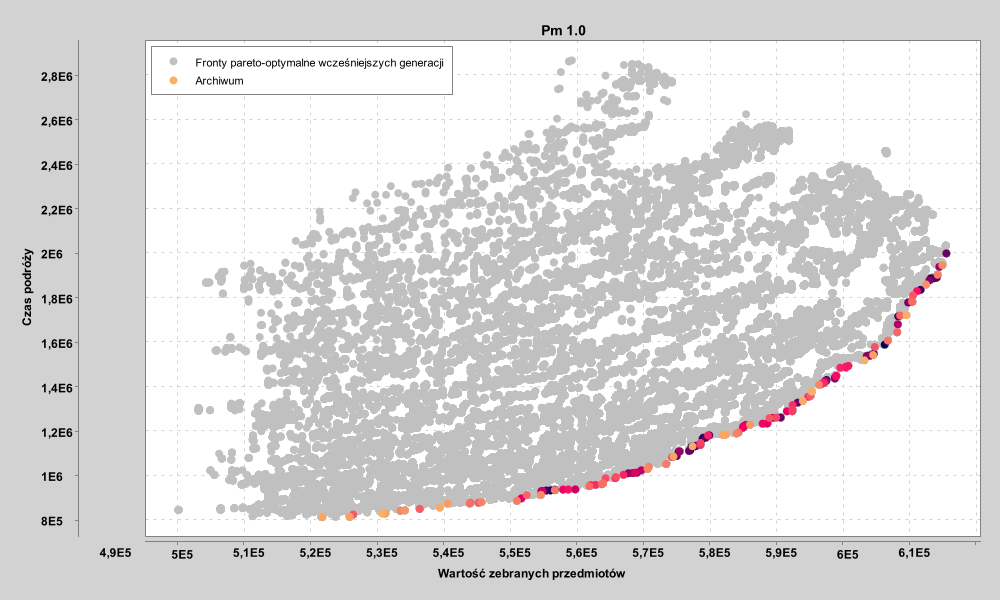 Pm 1.0
Fronty pareto-optymalne wcześniejszych generacji
Archiwum
Czas podróży
2,8E6
2,6E6
2,4E6
2,2E6
2E6
1,8E6
1,6E6
1,4E6
1,2E6
1E6
8E5
4,9E5 5E5 5,1E5 5,2E5 5,3E5 5,4E5 5,5E5 5,6E5 5,7E5 5,8E5 5,9E5 6E5 6,1E5
Wartość zebranych przedmiotów